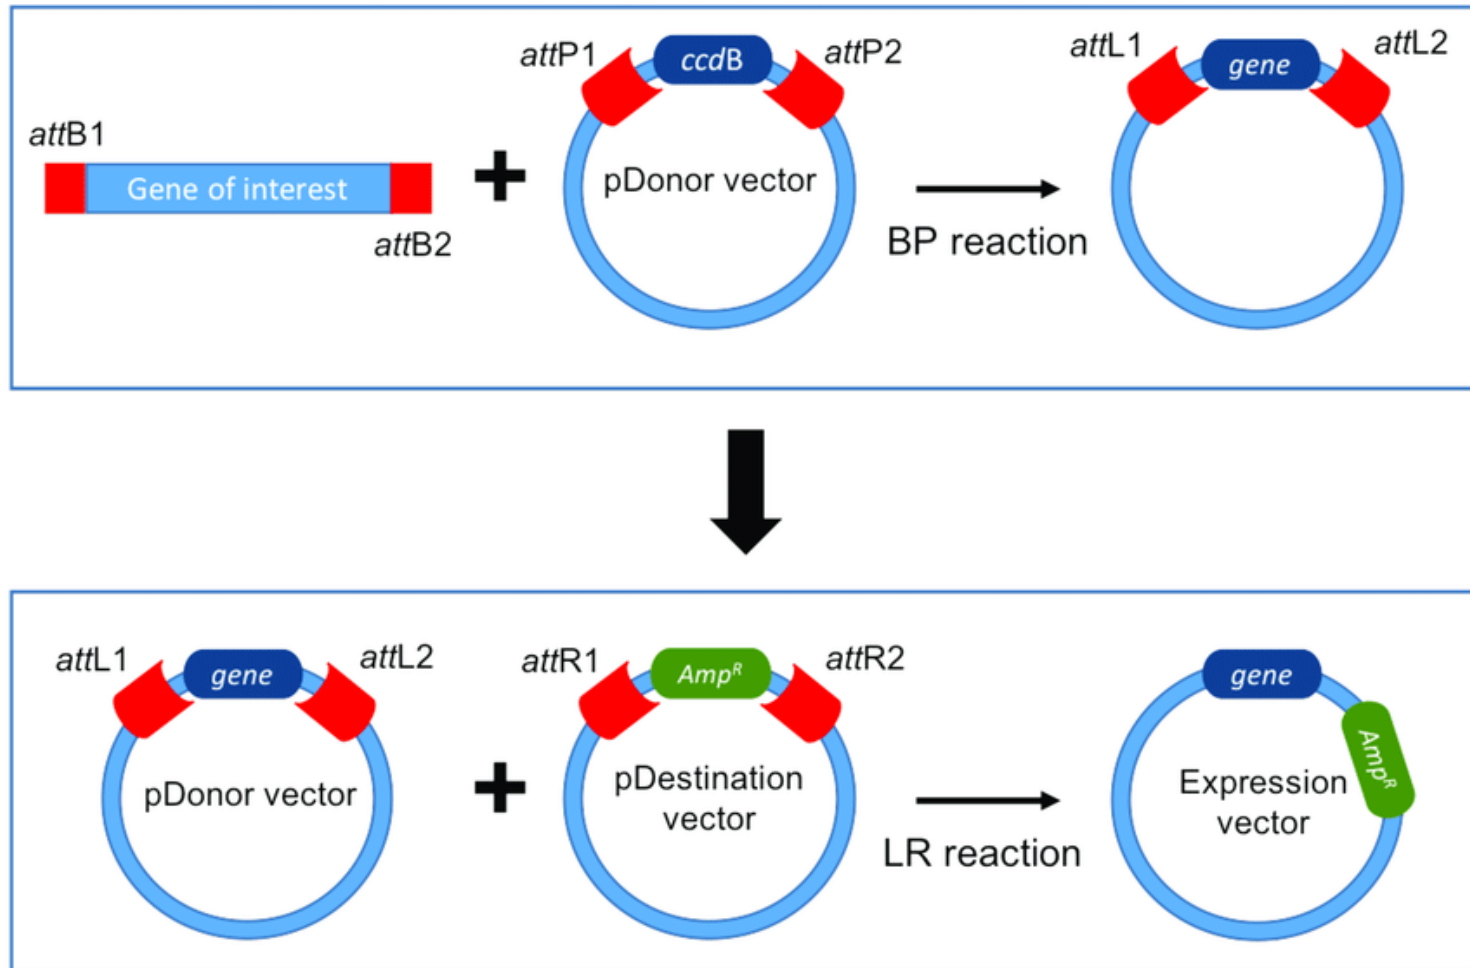 attP1
ccdB
attP2
attL1
gene
attL2
attB1
Gene of interest
attB2
pDonor vector
BP reaction
attL1
gene
attL2
attR1
Ampᴿ
attR2
gene
Ampᴿ
pDonor vector
pDestination
vector
Expression
vector
LR reaction